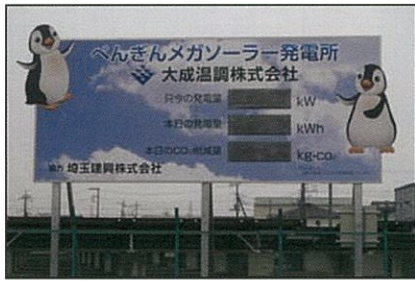 ぺんぎんメガソーラー発電所
大成温調株式会社
只今の発電量 kW
本日の発電量 kWh
本日のCO₂削減量 kg-CO₂
協力 埼玉建興株式会社